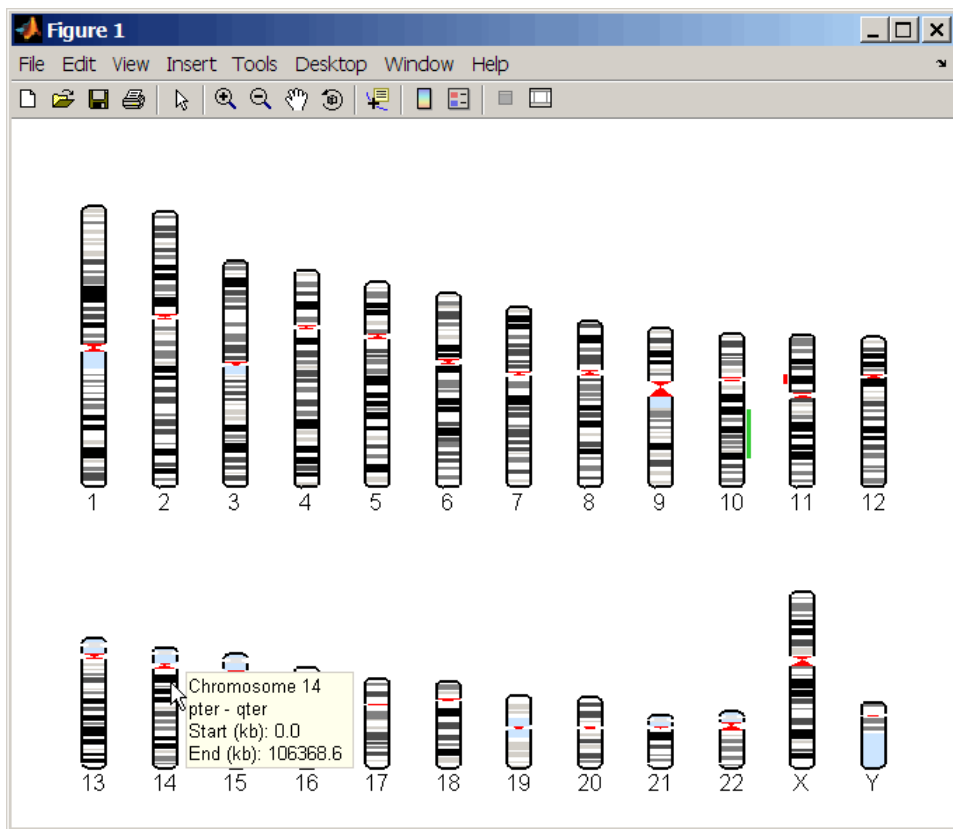 Figure 1
File Edit View Insert Tools Desktop Window Help
1 2 3 4 5 6 7 8 9 10 11 12
Chromosome 14
pter - qter
Start (kb): 0.0
End (kb): 106368.6
13 14 15 16 17 18 19 20 21 22 X Y